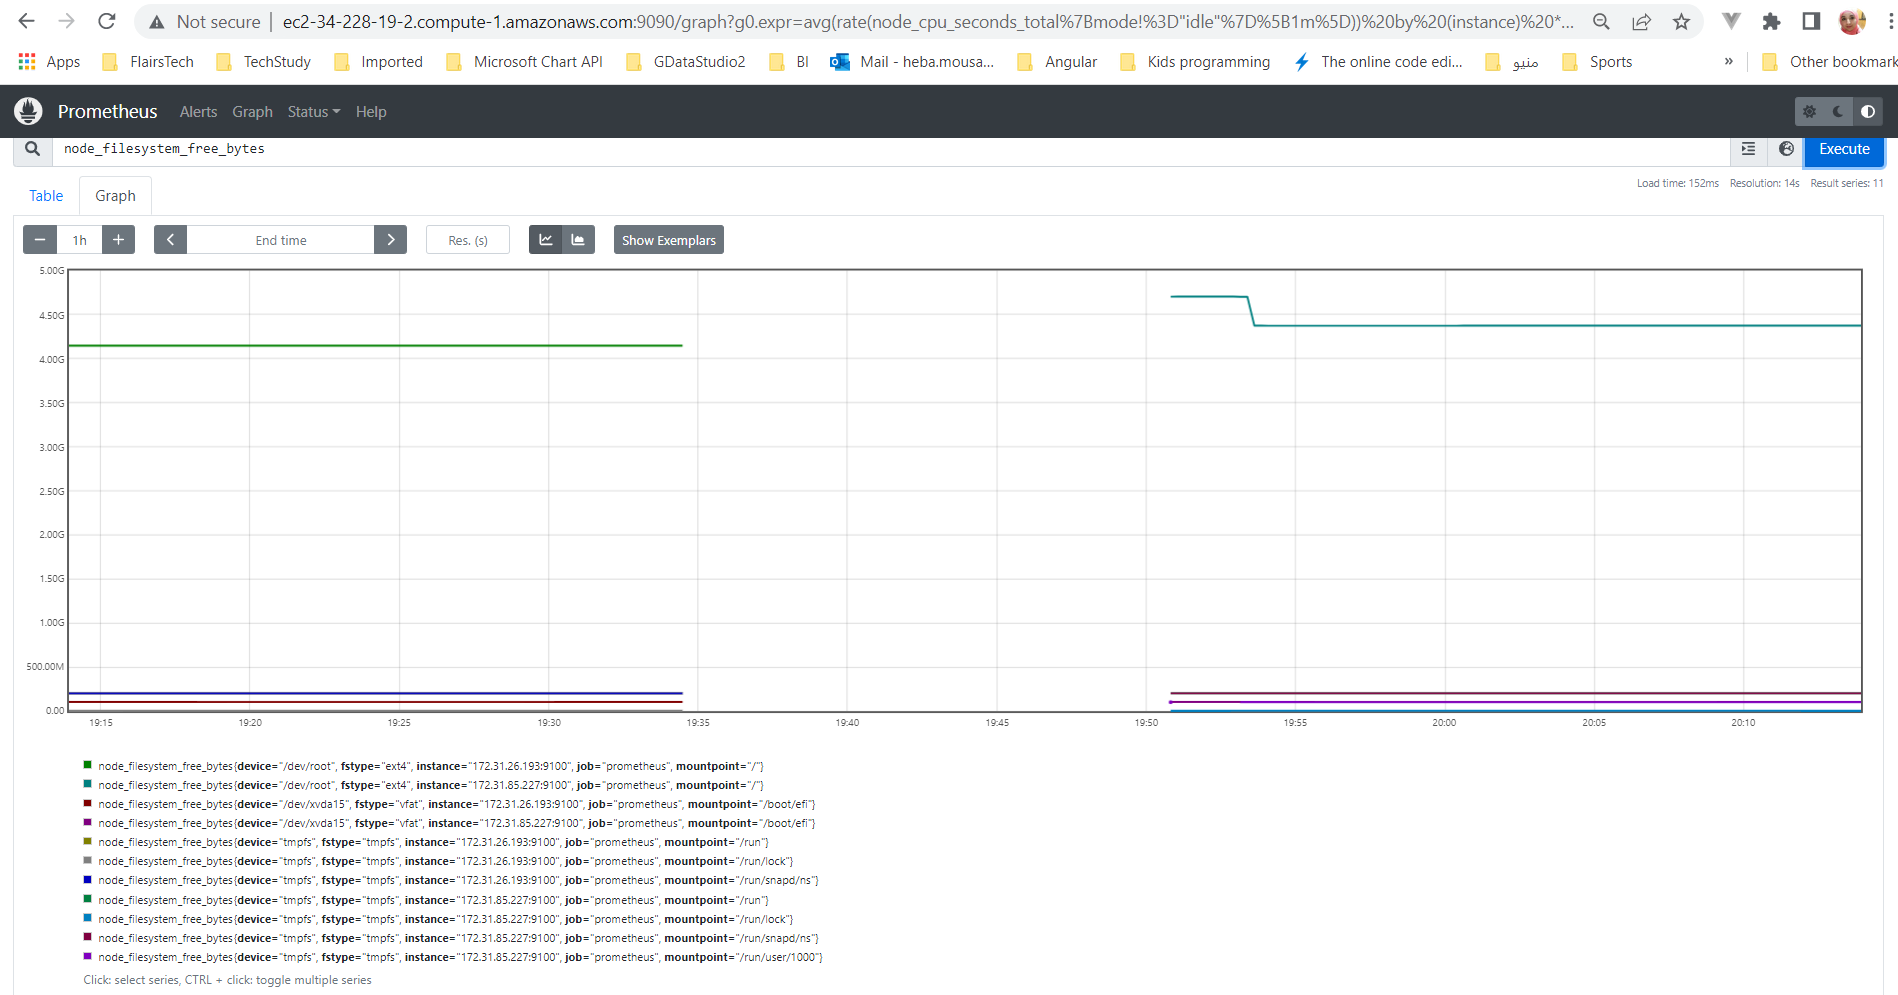 Not secure | ec2-34-228-19-2.compute-1.amazonaws.com:9090/graph?g0.expr=avg(rate(node_cpu_seconds_total%7Bmode!%3D"idle"%7D%5B1m%5D))%20by%20(instance)%20*...
Apps FlairsTech TechStudy Imported Microsoft Chart API GDataStudio2 BI Mail - heba.mousa... Angular Kids programming The online code edi... منيو Sports » Other bookmark
Prometheus Alerts Graph Status Help
node_filesystem_free_bytes Execute
Load time: 152ms Resolution: 14s Result series: 11
Table Graph
− 1h + End time Res. (s) Show Exemplars
5.00G
4.50G
4.00G
3.50G
3.00G
2.50G
2.00G
1.50G
1.00G
500.00M
0.00
19:15 19:20 19:25 19:30 19:35 19:40 19:45 19:50 19:55 20:00 20:05 20:10
node_filesystem_free_bytes{device="/dev/root", fstype="ext4", instance="172.31.26.193:9100", job="prometheus", mountpoint="/"}
node_filesystem_free_bytes{device="/dev/root", fstype="ext4", instance="172.31.85.227:9100", job="prometheus", mountpoint="/"}
node_filesystem_free_bytes{device="/dev/xvda15", fstype="vfat", instance="172.31.26.193:9100", job="prometheus", mountpoint="/boot/efi"}
node_filesystem_free_bytes{device="/dev/xvda15", fstype="vfat", instance="172.31.85.227:9100", job="prometheus", mountpoint="/boot/efi"}
node_filesystem_free_bytes{device="tmpfs", fstype="tmpfs", instance="172.31.26.193:9100", job="prometheus", mountpoint="/run"}
node_filesystem_free_bytes{device="tmpfs", fstype="tmpfs", instance="172.31.26.193:9100", job="prometheus", mountpoint="/run/lock"}
node_filesystem_free_bytes{device="tmpfs", fstype="tmpfs", instance="172.31.26.193:9100", job="prometheus", mountpoint="/run/snapd/ns"}
node_filesystem_free_bytes{device="tmpfs", fstype="tmpfs", instance="172.31.85.227:9100", job="prometheus", mountpoint="/run"}
node_filesystem_free_bytes{device="tmpfs", fstype="tmpfs", instance="172.31.85.227:9100", job="prometheus", mountpoint="/run/lock"}
node_filesystem_free_bytes{device="tmpfs", fstype="tmpfs", instance="172.31.85.227:9100", job="prometheus", mountpoint="/run/snapd/ns"}
node_filesystem_free_bytes{device="tmpfs", fstype="tmpfs", instance="172.31.85.227:9100", job="prometheus", mountpoint="/run/user/1000"}
Click: select series, CTRL + click: toggle multiple series